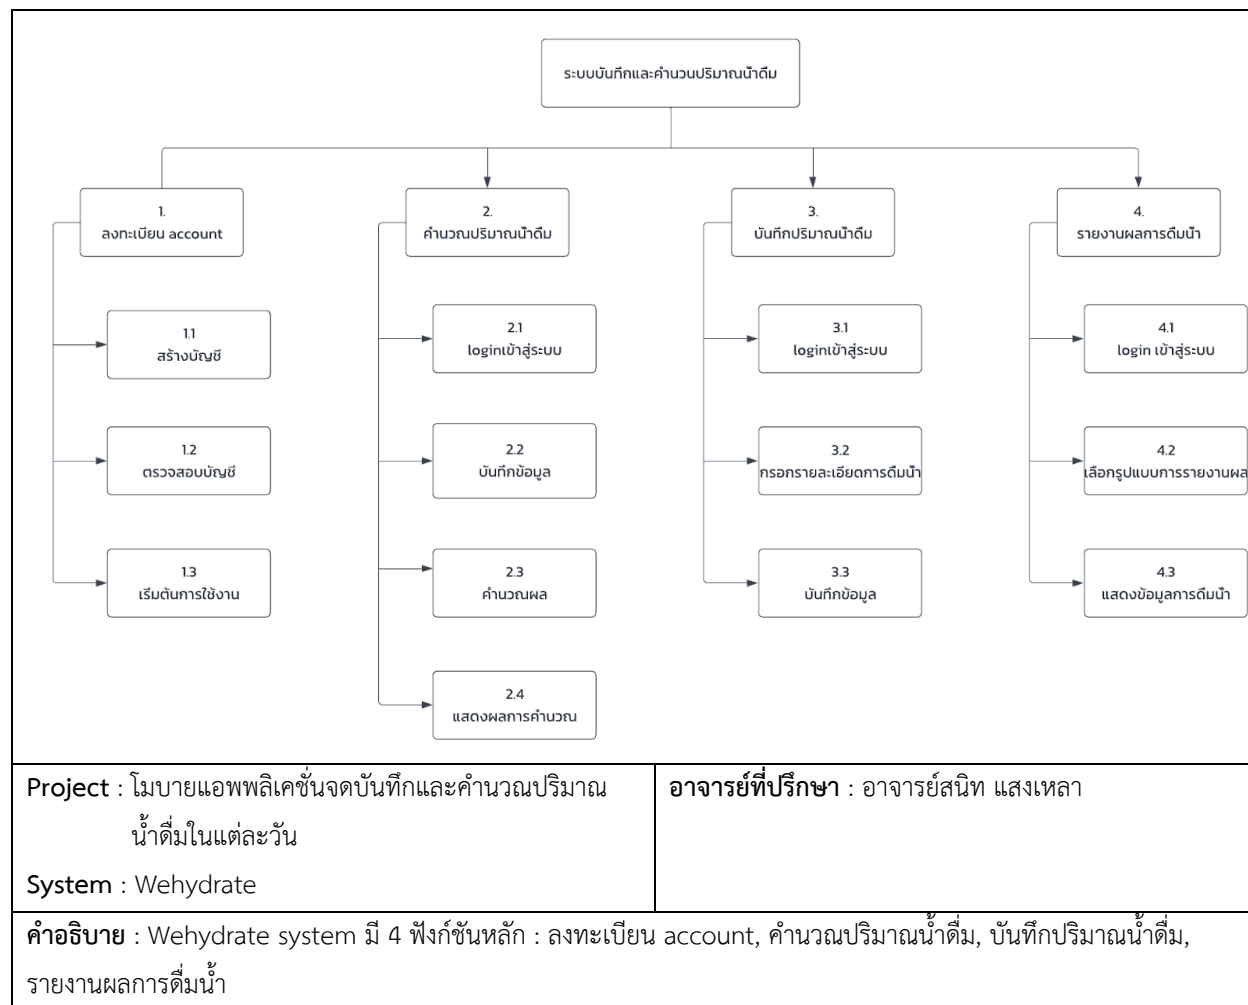 ระบบบันทึกและคำนวนปริมาณน้ำดื่ม
1.
ลงทะเบียน account
2.
คำนวณปริมาณน้ำดื่ม
3.
บันทึกปริมาณน้ำดื่ม
4.
รายงานผลการดื่มน้ำ
1.1
สร้างบัญชี
2.1
loginเข้าสู่ระบบ
3.1
loginเข้าสู่ระบบ
4.1
login เข้าสู่ระบบ
1.2
ตรวจสอบบัญชี
2.2
บันทึกข้อมูล
3.2
กรอกรายละเอียดการดื่มน้ำ
4.2
เลือกรูปแบบการรายงานผล
1.3
เริ่มต้นการใช้งาน
2.3
คำนวณผล
3.3
บันทึกข้อมูล
4.3
แสดงข้อมูลการดื่มน้ำ
2.4
แสดงผลการคำนวณ
Project : โมบายแอพพลิเคชั่นจดบันทึกและคำนวณปริมาณ
น้ำดื่มในแต่ละวัน
System : Wehydrate
อาจารย์ที่ปรึกษา : อาจารย์สนิท แสงเหลา
คำอธิบาย : Wehydrate system มี 4 ฟังก์ชันหลัก : ลงทะเบียน account, คำนวณปริมาณน้ำดื่ม, บันทึกปริมาณน้ำดื่ม,
รายงานผลการดื่มน้ำ